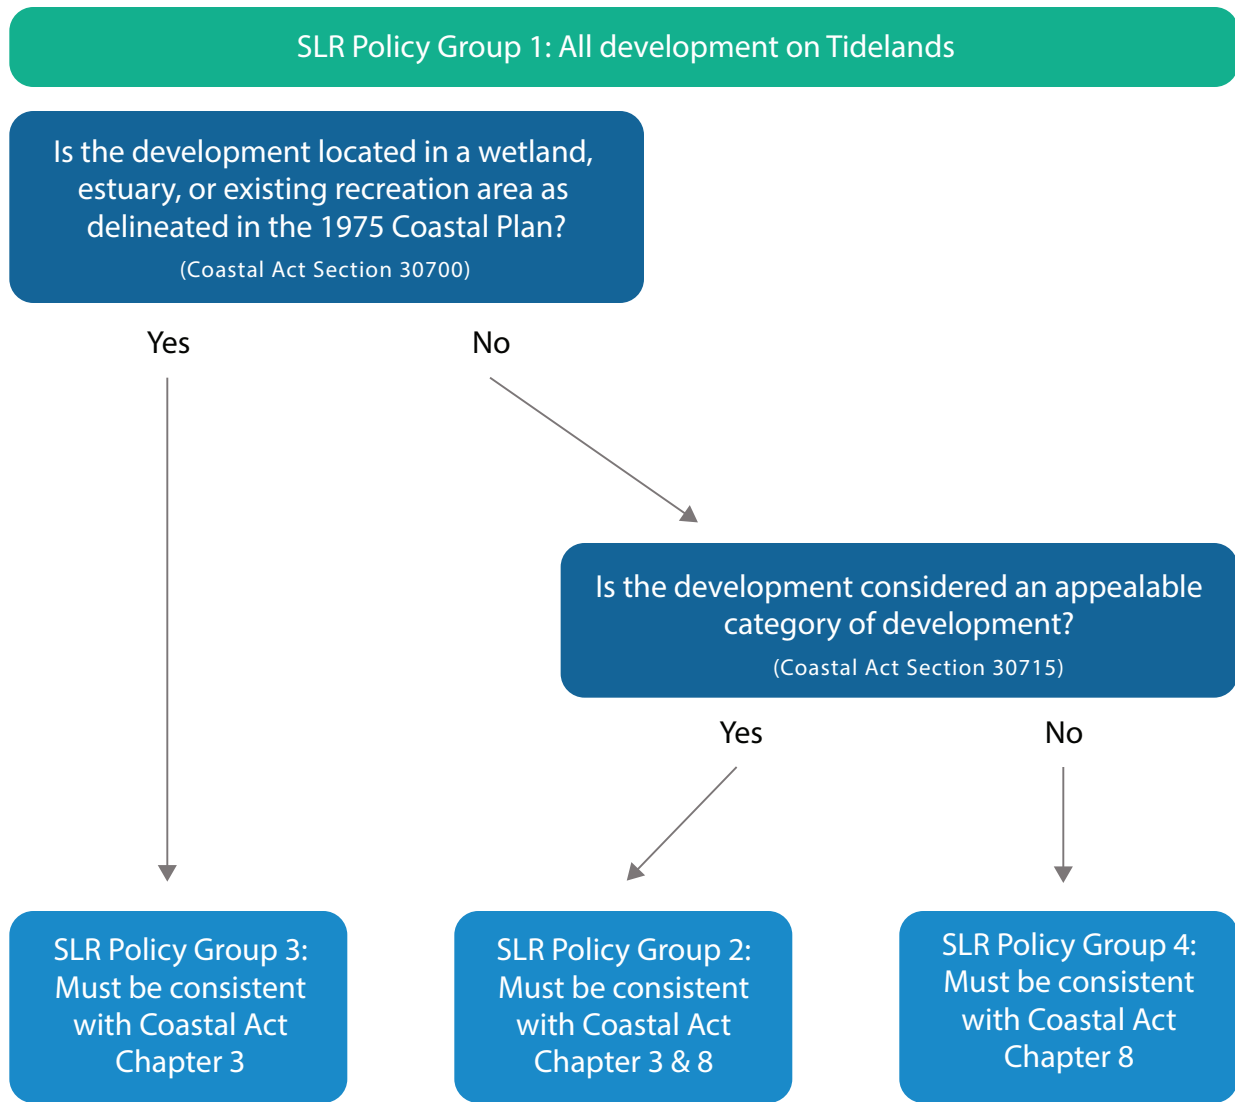 SLR Policy Group 1: All development on Tidelands
Is the development located in a wetland,
estuary, or existing recreation area as
delineated in the 1975 Coastal Plan?
(Coastal Act Section 30700)
Yes
No
Is the development considered an appealable
category of development?
(Coastal Act Section 30715)
Yes
No
SLR Policy Group 3:
Must be consistent
with Coastal Act
Chapter 3
SLR Policy Group 2:
Must be consistent
with Coastal Act
Chapter 3 & 8
SLR Policy Group 4:
Must be consistent
with Coastal Act
Chapter 8